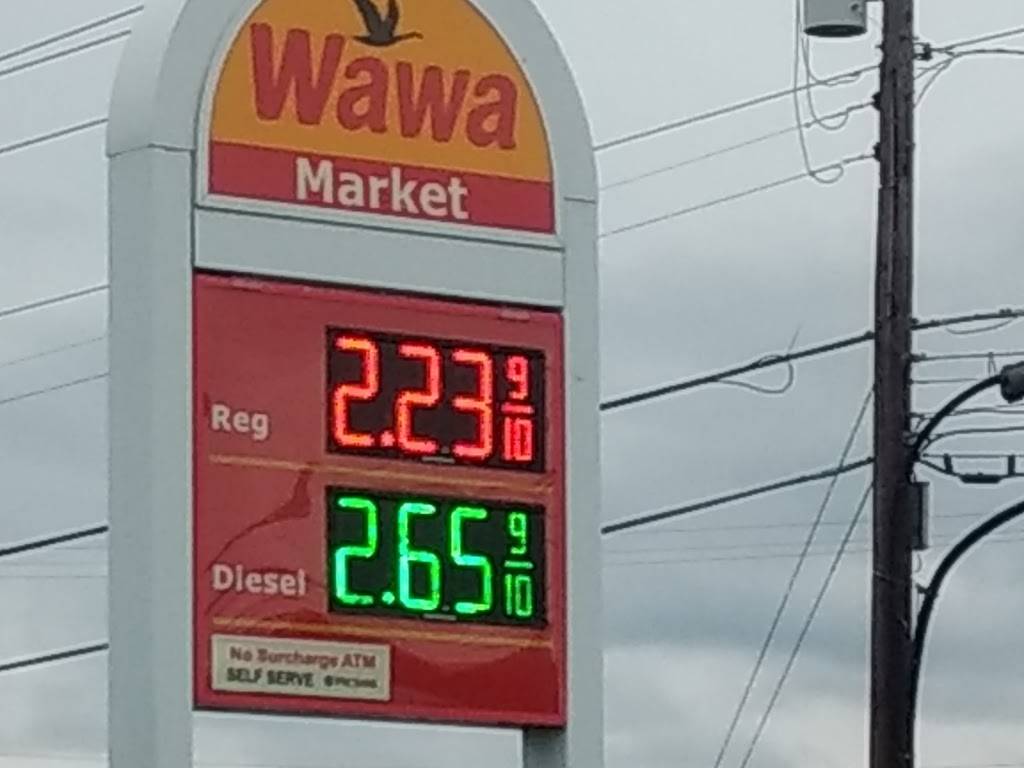 Wawa
Market
Reg 2.23 9/10
Diesel 2.65 9/10
No Surcharge ATM
SELF SERVE